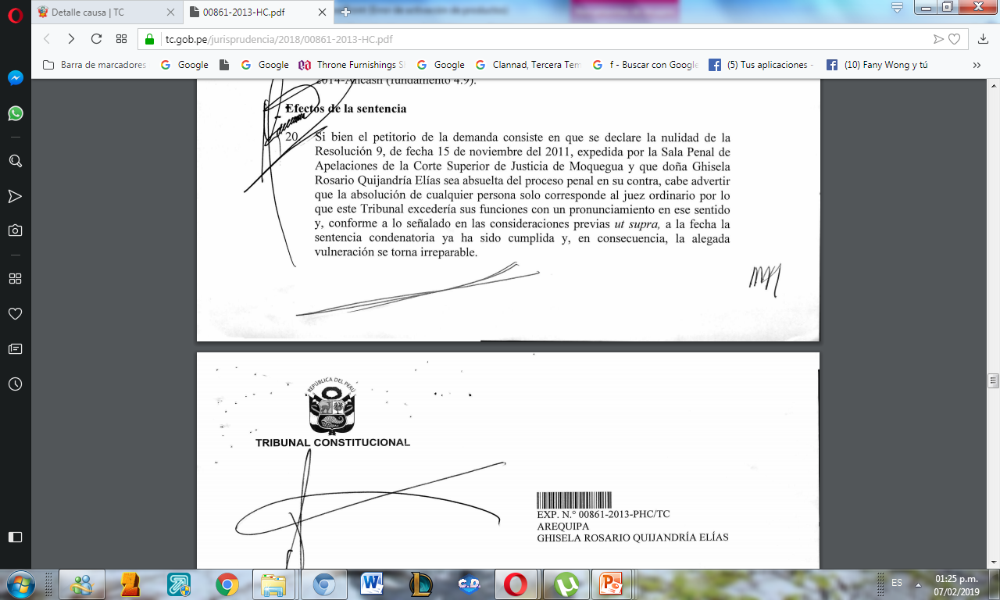 Detalle causa | TC
00861-2013-HC.pdf
tc.gob.pe/jurisprudencia/2018/00861-2013-HC.pdf
Barra de marcadores
Google
Google
Throne Furnishings S
Google
Clannad, Tercera Tem
f - Buscar con Google
(5) Tus aplicaciones -
(10) Fany Wong y tú
2014-Ancash (fundamento 4.9).
Efectos de la sentencia
20. Si bien el petitorio de la demanda consiste en que se declare la nulidad de la
Resolución 9, de fecha 15 de noviembre del 2011, expedida por la Sala Penal de
Apelaciones de la Corte Superior de Justicia de Moquegua y que doña Ghisela
Rosario Quijandría Elías sea absuelta del proceso penal en su contra, cabe advertir
que la absolución de cualquier persona solo corresponde al juez ordinario por lo
que este Tribunal excedería sus funciones con un pronunciamiento en ese sentido
y, conforme a lo señalado en las consideraciones previas ut supra, a la fecha la
sentencia condenatoria ya ha sido cumplida y, en consecuencia, la alegada
vulneración se torna irreparable.
REPÚBLICA DEL PERÚ
TRIBUNAL CONSTITUCIONAL
EXP. N.° 00861-2013-PHC/TC
AREQUIPA
GHISELA ROSARIO QUIJANDRÍA ELÍAS
C.D.
ES
01:25 p.m.
07/02/2019